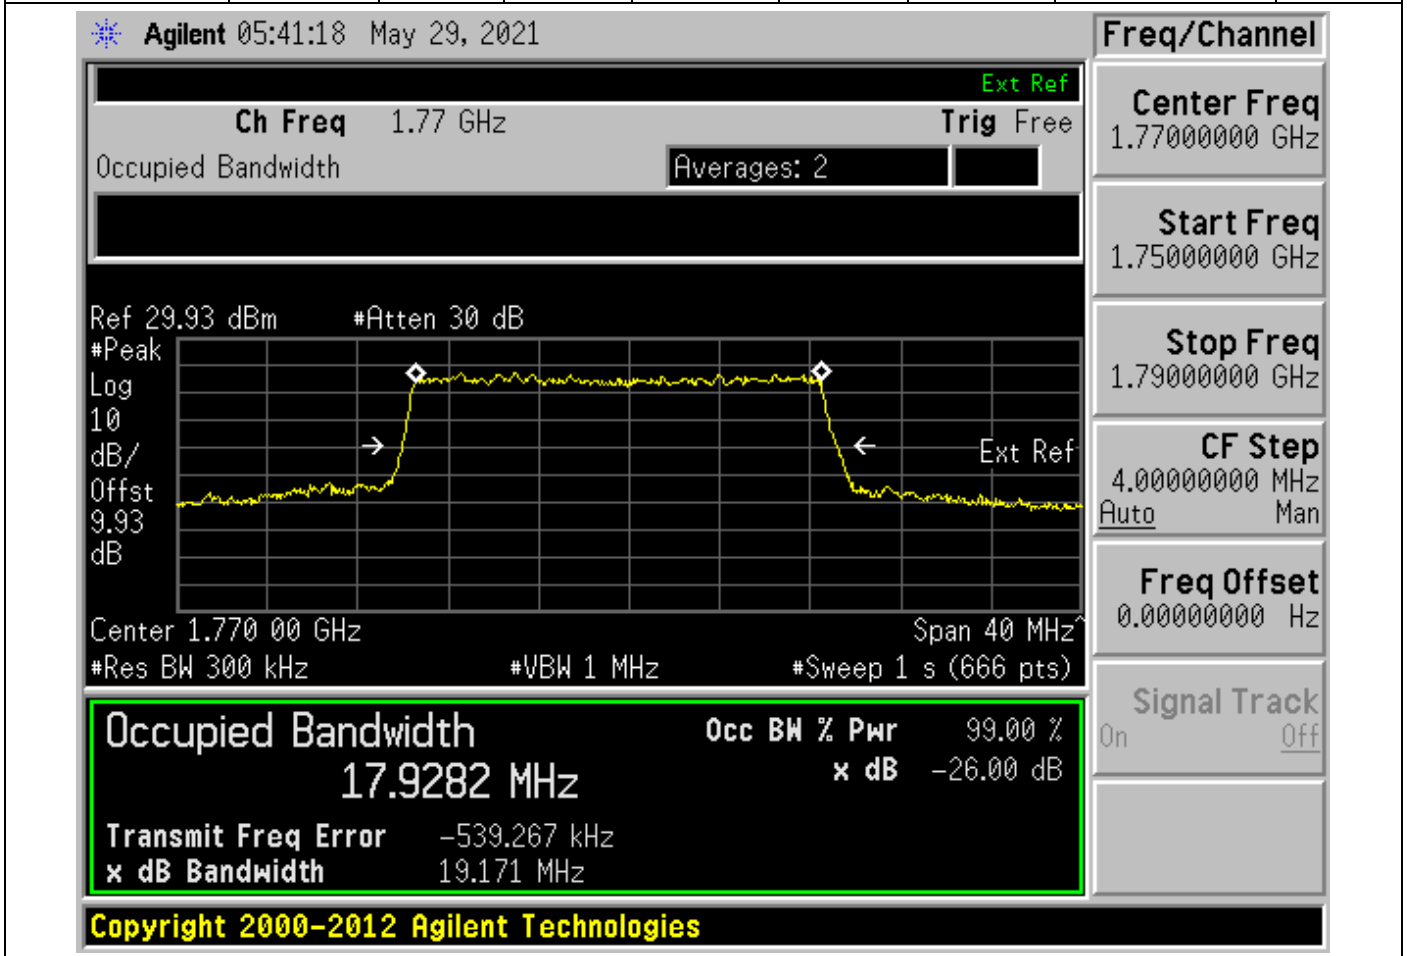 Agilent 05:41:18 May 29, 2021
Ext Ref
Ch Freq 1.77 GHz Trig Free
Occupied Bandwidth Averages: 2
Ref 29.93 dBm #Atten 30 dB
#Peak
Log
10
dB/
Offst
9.93
dB
Ext Ref
Center 1.770 00 GHz Span 40 MHz^
#Res BW 300 kHz #VBW 1 MHz #Sweep 1 s (666 pts)
Occupied Bandwidth Occ BW % Pwr 99.00 %
17.9282 MHz x dB -26.00 dB
Transmit Freq Error -539.267 kHz
x dB Bandwidth 19.171 MHz
Copyright 2000-2012 Agilent Technologies
Freq/Channel
Center Freq
1.77000000 GHz
Start Freq
1.75000000 GHz
Stop Freq
1.79000000 GHz
CF Step
4.00000000 MHz
Auto Man
Freq Offset
0.00000000 Hz
Signal Track
On Off